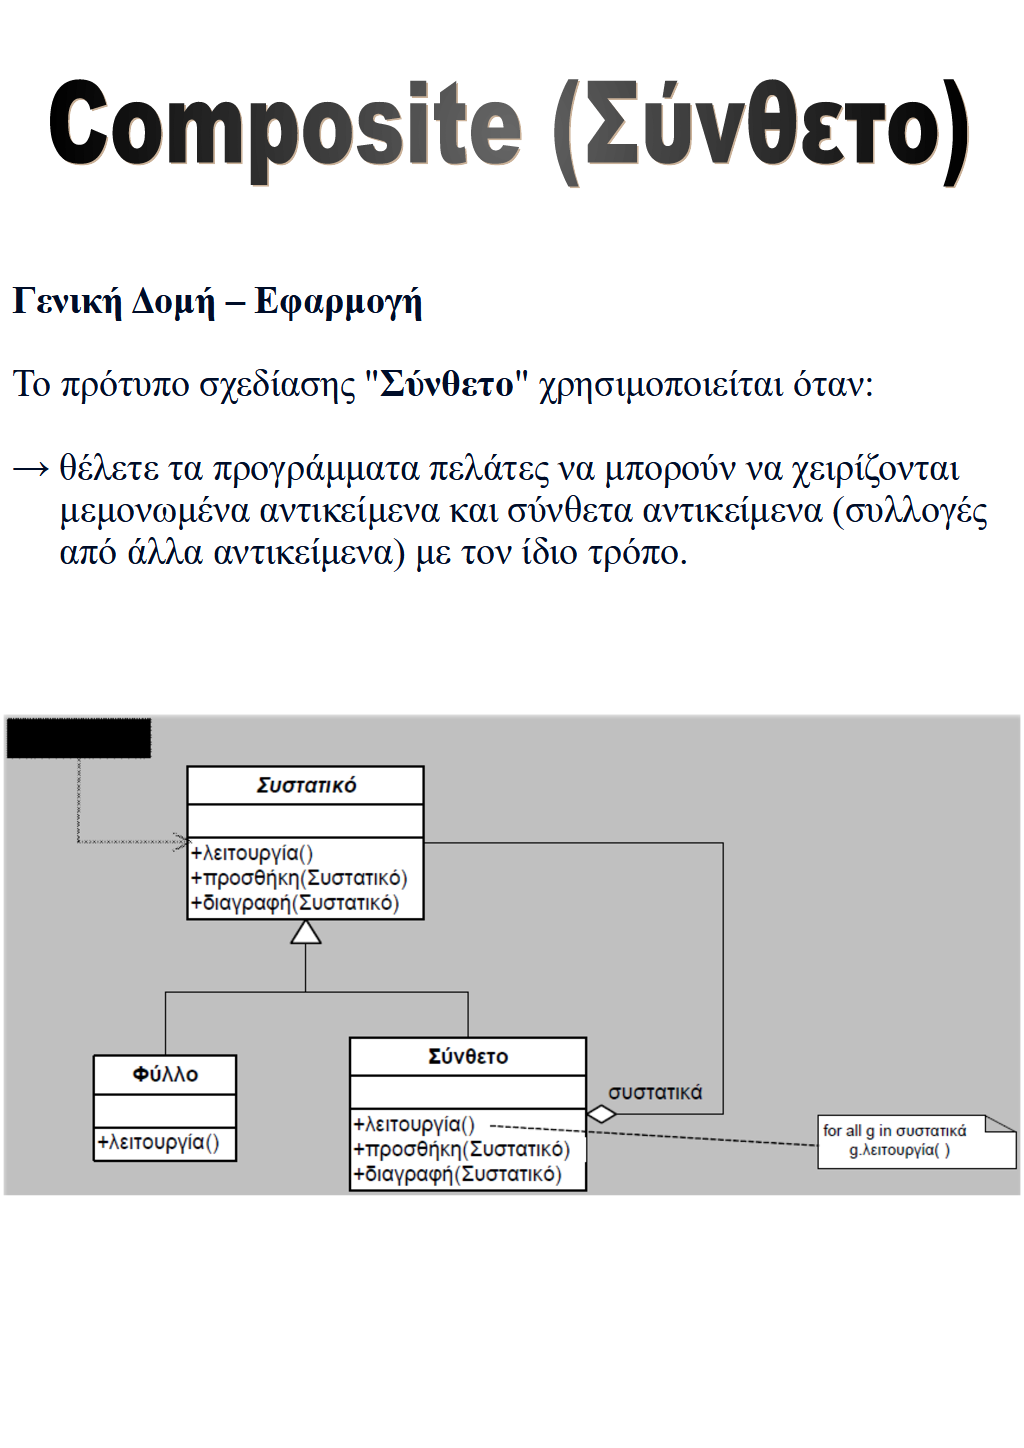 Composite (Σύνθετο)
Γενική Δομή – Εφαρμογή
Το πρότυπο σχεδίασης "Σύνθετο" χρησιμοποιείται όταν:
→ θέλετε τα προγράμματα πελάτες να μπορούν να χειρίζονται
μεμονωμένα αντικείμενα και σύνθετα αντικείμενα (συλλογές
από άλλα αντικείμενα) με τον ίδιο τρόπο.
Συστατικό
+λειτουργία()
+προσθήκη(Συστατικό)
+διαγραφή(Συστατικό)
Φύλλο
+λειτουργία()
Σύνθετο
+λειτουργία()
+προσθήκη(Συστατικό)
+διαγραφή(Συστατικό)
συστατικά
for all g in συστατικά
g.λειτουργία( )